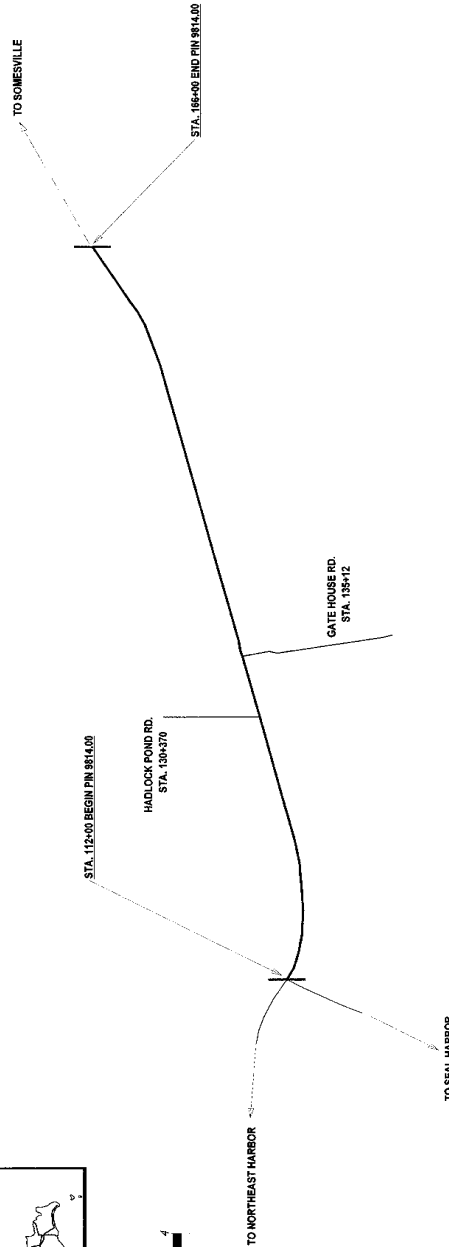 TO SOMESVILLE
STA. 166+00 END PIN 9814.00
GATE HOUSE RD.
STA. 135+12
HADLOCK POND RD.
STA. 130+370
STA. 112+00 BEGIN PIN 9814.00
TO NORTHEAST HARBOR
TO SEAL HARBOR